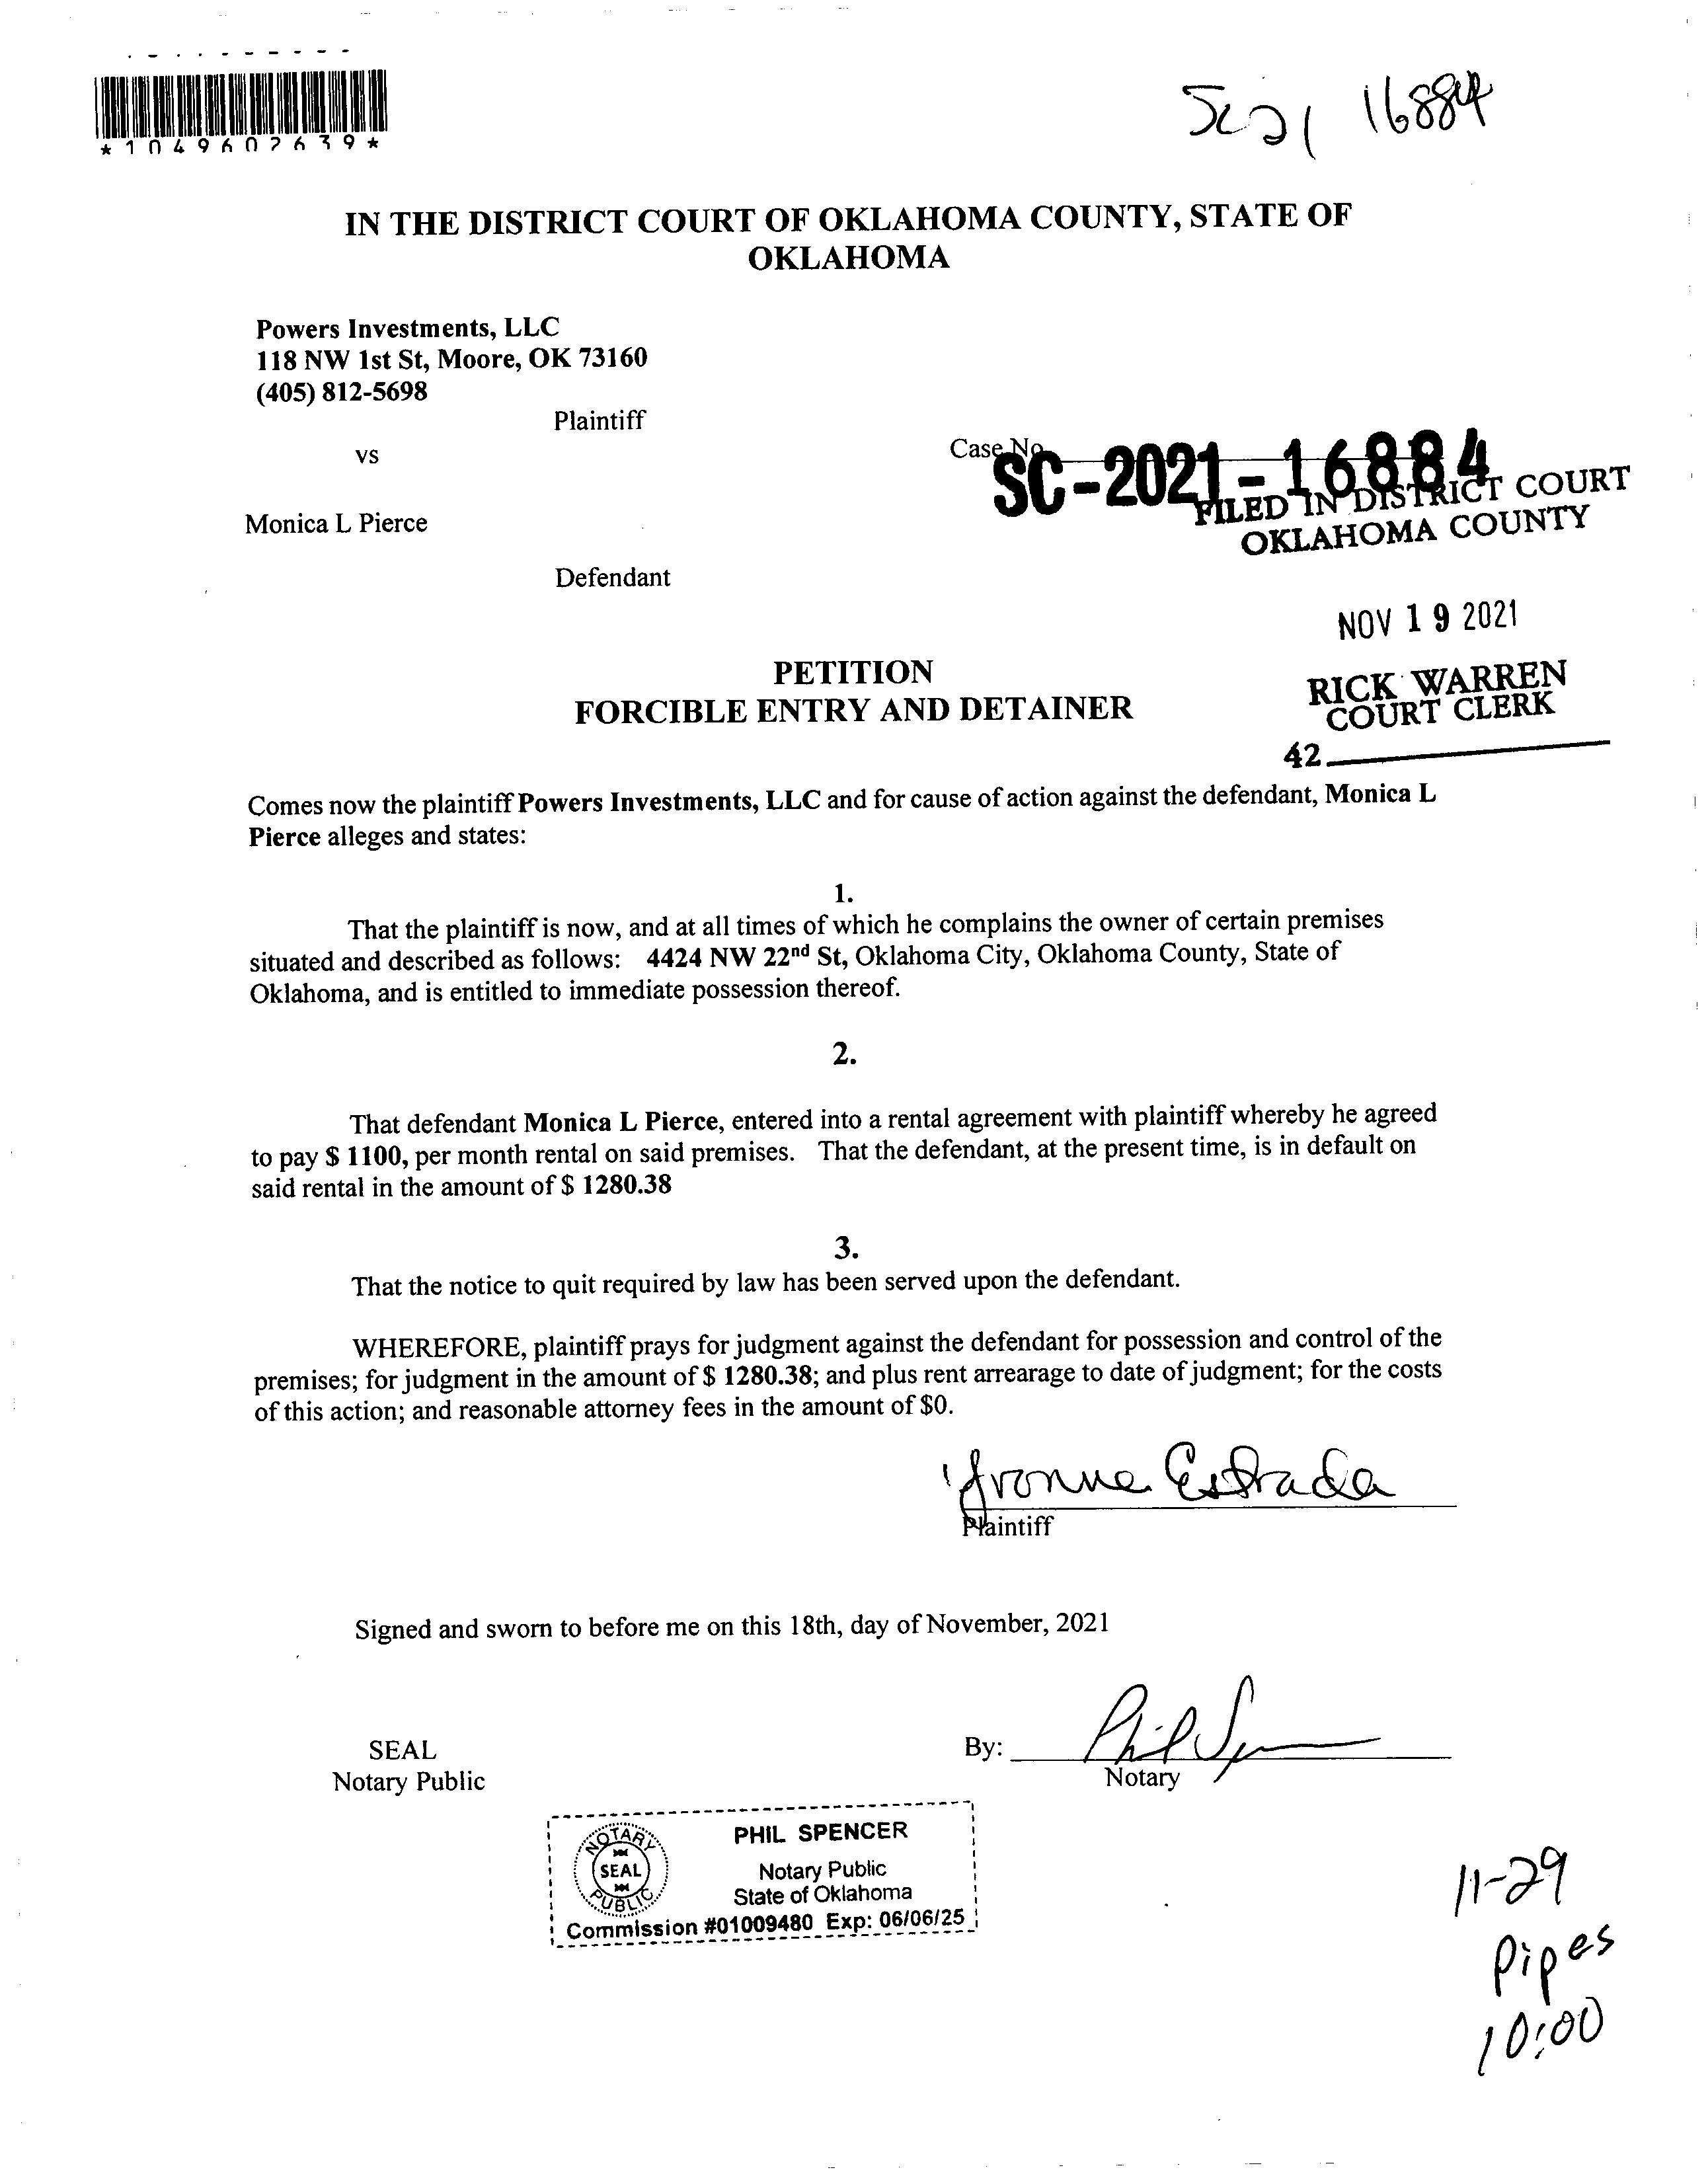 *1049602639*
SC21 16884
IN THE DISTRICT COURT OF OKLAHOMA COUNTY, STATE OF
OKLAHOMA
Powers Investments, LLC
118 NW 1st St, Moore, OK 73160
(405) 812-5698
Plaintiff
vs
Case No.
SC-2021-16884
FILED IN DISTRICT COURT
OKLAHOMA COUNTY
Monica L Pierce
Defendant
NOV 19 2021
RICK WARREN
COURT CLERK
42
PETITION
FORCIBLE ENTRY AND DETAINER
Comes now the plaintiff Powers Investments, LLC and for cause of action against the defendant, Monica L
Pierce alleges and states:
1.
That the plaintiff is now, and at all times of which he complains the owner of certain premises
situated and described as follows: 4424 NW 22nd St, Oklahoma City, Oklahoma County, State of
Oklahoma, and is entitled to immediate possession thereof.
2.
That defendant Monica L Pierce, entered into a rental agreement with plaintiff whereby he agreed
to pay $ 1100, per month rental on said premises. That the defendant, at the present time, is in default on
said rental in the amount of $ 1280.38
3.
That the notice to quit required by law has been served upon the defendant.
WHEREFORE, plaintiff prays for judgment against the defendant for possession and control of the
premises; for judgment in the amount of $ 1280.38; and plus rent arrearage to date of judgment; for the costs
of this action; and reasonable attorney fees in the amount of $0.
Yvonne Estrada
Plaintiff
Signed and sworn to before me on this 18th, day of November, 2021
SEAL
Notary Public
By: Phil Spencer
Notary
NOTARY
SEAL
PUBLIC
PHIL SPENCER
Notary Public
State of Oklahoma
Commission #01009480 Exp: 06/06/25
11-29
Pipes
10:00